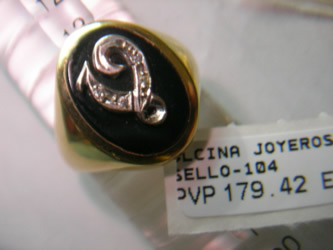 LCINA JOYEROS
SELLO-104
PVP 179.42 E